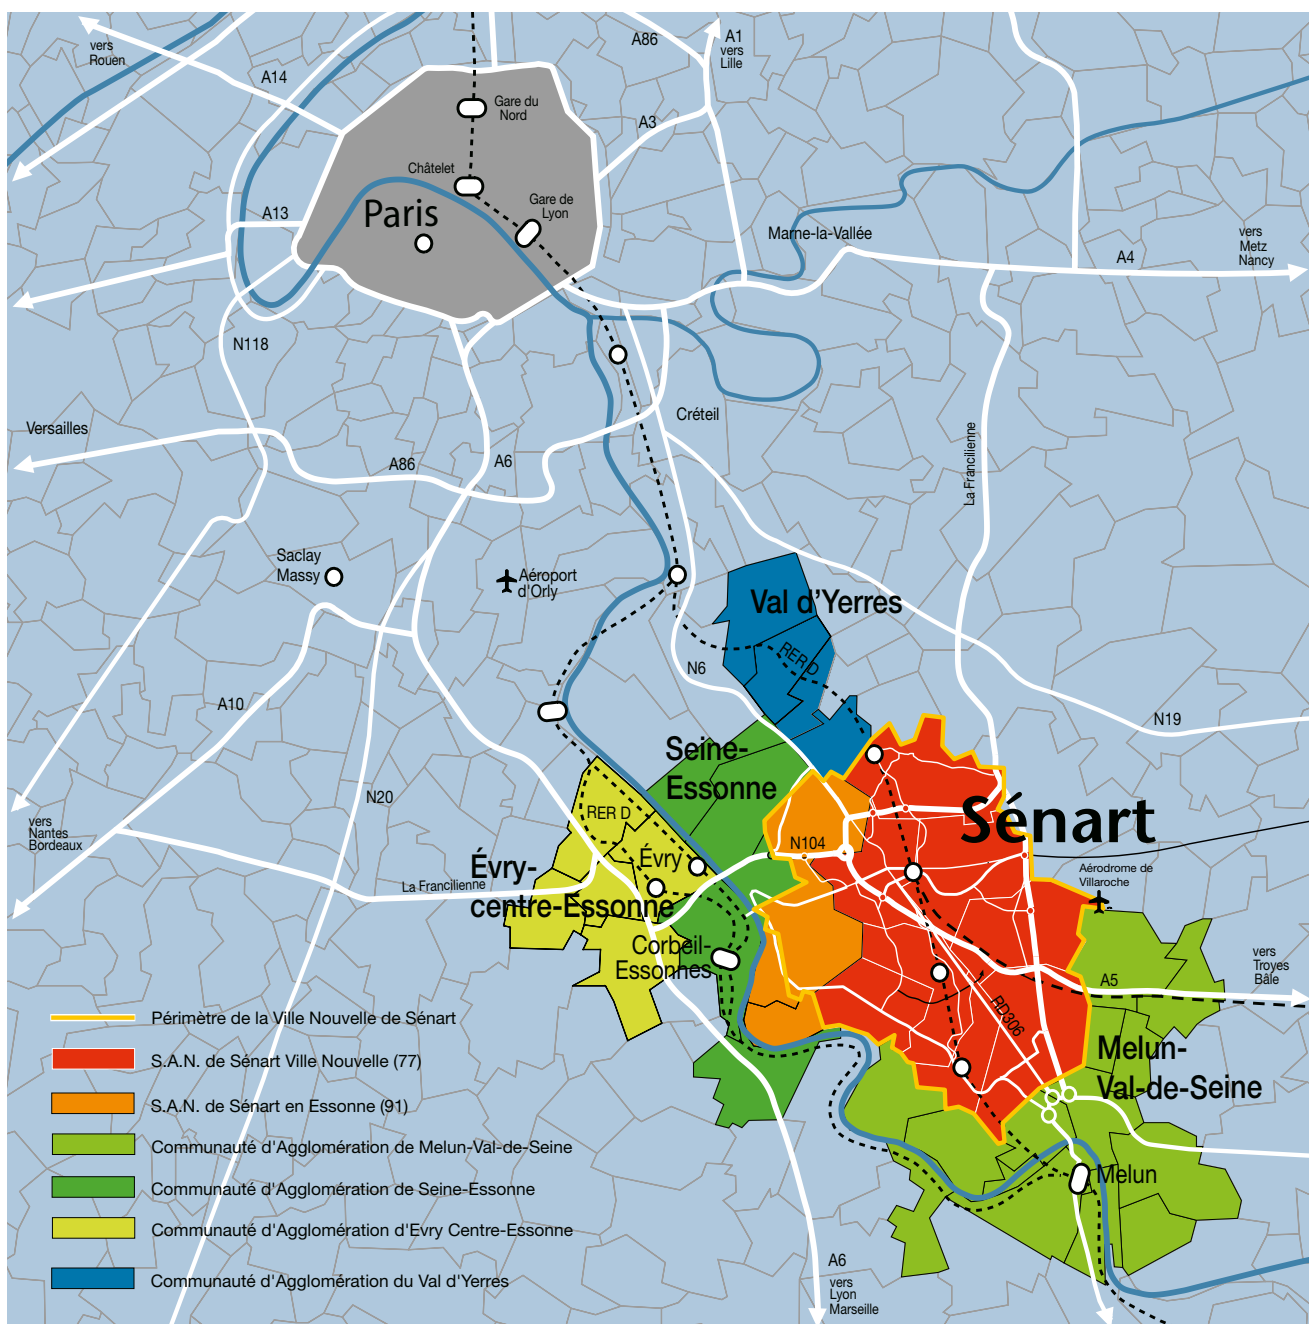 vers
Rouen
A14
A86
A1
vers
Lille
Gare du
Nord
A3
Châtelet
Gare de
Lyon
Paris
A13
Marne-la-Vallée
A4
vers
Metz
Nancy
N118
Versailles
Créteil
A86
A6
La Francilienne
Saclay
Massy
Aéroport
d'Orly
Val d'Yerres
RER D
N6
A10
N19
Seine-
Essonne
N20
vers
Nantes
Bordeaux
RER D
Sénart
N104
Évry
Évry-
centre-Essonne
La Francilienne
Aérodrome de
Villaroche
Corbeil-
Essonnes
vers
Troyes
Bâle
A5
RD306
Melun-
Val-de-Seine
Melun
A6
vers
Lyon
Marseille
Périmètre de la Ville Nouvelle de Sénart
S.A.N. de Sénart Ville Nouvelle (77)
S.A.N. de Sénart en Essonne (91)
Communauté d'Agglomération de Melun-Val-de-Seine
Communauté d'Agglomération de Seine-Essonne
Communauté d'Agglomération d'Evry Centre-Essonne
Communauté d'Agglomération du Val d'Yerres